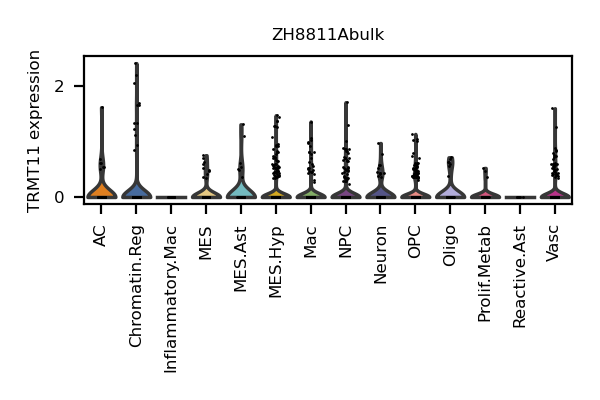 ZH8811Abulk
TRMT11 expression
2
0
AC
Chromatin.Reg
Inflammatory.Mac
MES
MES.Ast
MES.Hyp
Mac
NPC
Neuron
OPC
Oligo
Prolif.Metab
Reactive.Ast
Vasc